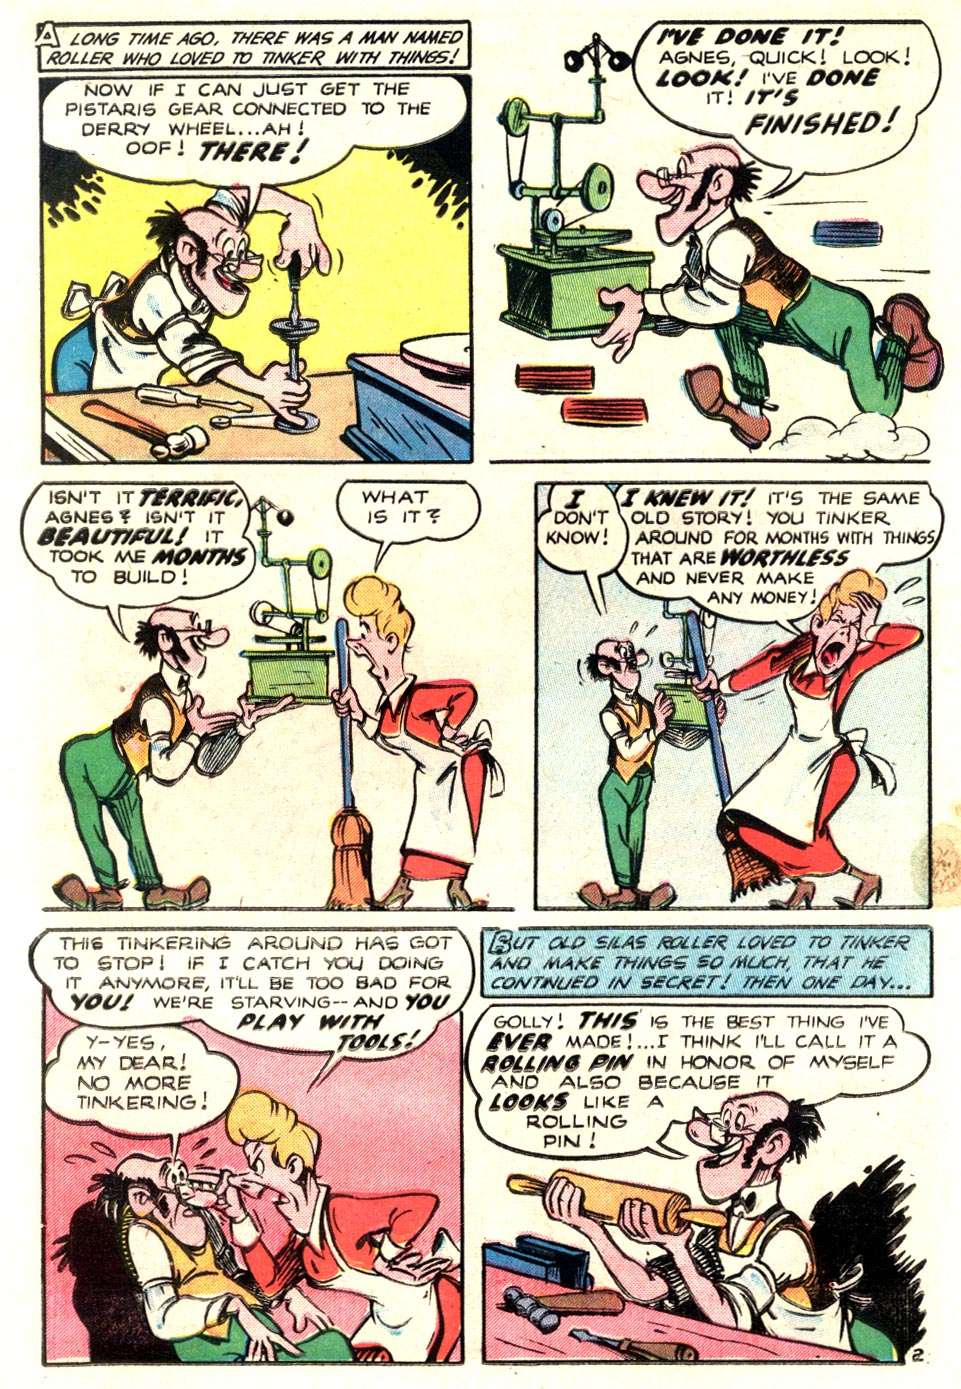 A LONG TIME AGO, THERE WAS A MAN NAMED
ROLLER WHO LOVED TO TINKER WITH THINGS!
NOW IF I CAN JUST GET THE
PISTARIS GEAR CONNECTED TO THE
DERRY WHEEL...AH!
OOF! THERE!
I'VE DONE IT!
AGNES, QUICK! LOOK!
LOOK! I'VE DONE
IT! IT'S
FINISHED!
ISN'T IT TERRIFIC,
AGNES? ISN'T IT
BEAUTIFUL! IT
TOOK ME MONTHS
TO BUILD!
WHAT
IS IT?
I
DON'T
KNOW!
I KNEW IT! IT'S THE SAME
OLD STORY! YOU TINKER
AROUND FOR MONTHS WITH THINGS
THAT ARE WORTHLESS
AND NEVER MAKE
ANY MONEY!
THIS TINKERING AROUND HAS GOT
TO STOP! IF I CATCH YOU DOING
IT ANYMORE, IT'LL BE TOO BAD FOR
YOU! WE'RE STARVING--AND YOU
PLAY WITH
TOOLS!
Y-YES,
MY DEAR!
NO MORE
TINKERING!
BUT OLD SILAS ROLLER LOVED TO TINKER
AND MAKE THINGS SO MUCH, THAT HE
CONTINUED IN SECRET! THEN ONE DAY...
GOLLY! THIS IS THE BEST THING I'VE
EVER MADE!...I THINK I'LL CALL IT A
ROLLING PIN IN HONOR OF MYSELF
AND ALSO BECAUSE IT
LOOKS LIKE A
ROLLING
PIN!
2